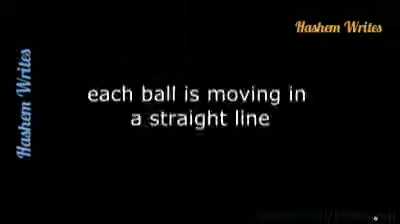 Hashem Writes
Hashem Writes
each ball is moving in
a straight line